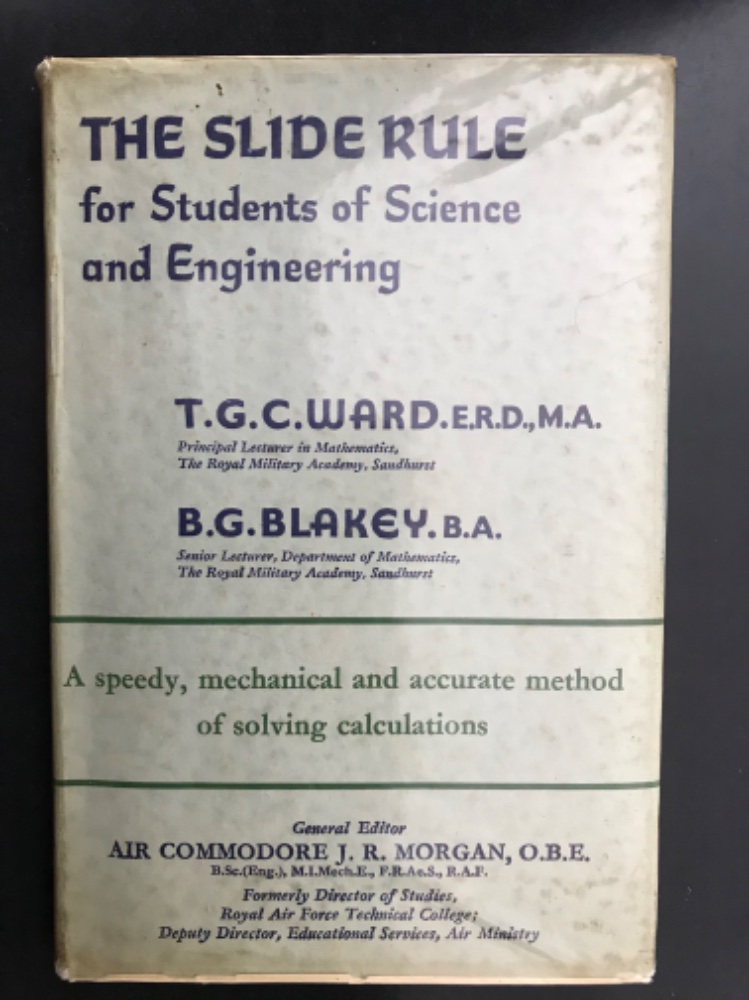 THE SLIDE RULE
for Students of Science
and Engineering
T.G.C.WARD.E.R.D.,M.A.
Principal Lecturer in Mathematics,
The Royal Military Academy, Sandhurst
B.G.BLAKEY.B.A.
Senior Lecturer, Department of Mathematics,
The Royal Military Academy, Sandhurst
A speedy, mechanical and accurate method
of solving calculations
General Editor
AIR COMMODORE J. R. MORGAN, O.B.E.
B.Sc.(Eng.), M.I.Mech.E., F.R.Ae.S., R.A.F.
Formerly Director of Studies,
Royal Air Force Technical College;
Deputy Director, Educational Services, Air Ministry